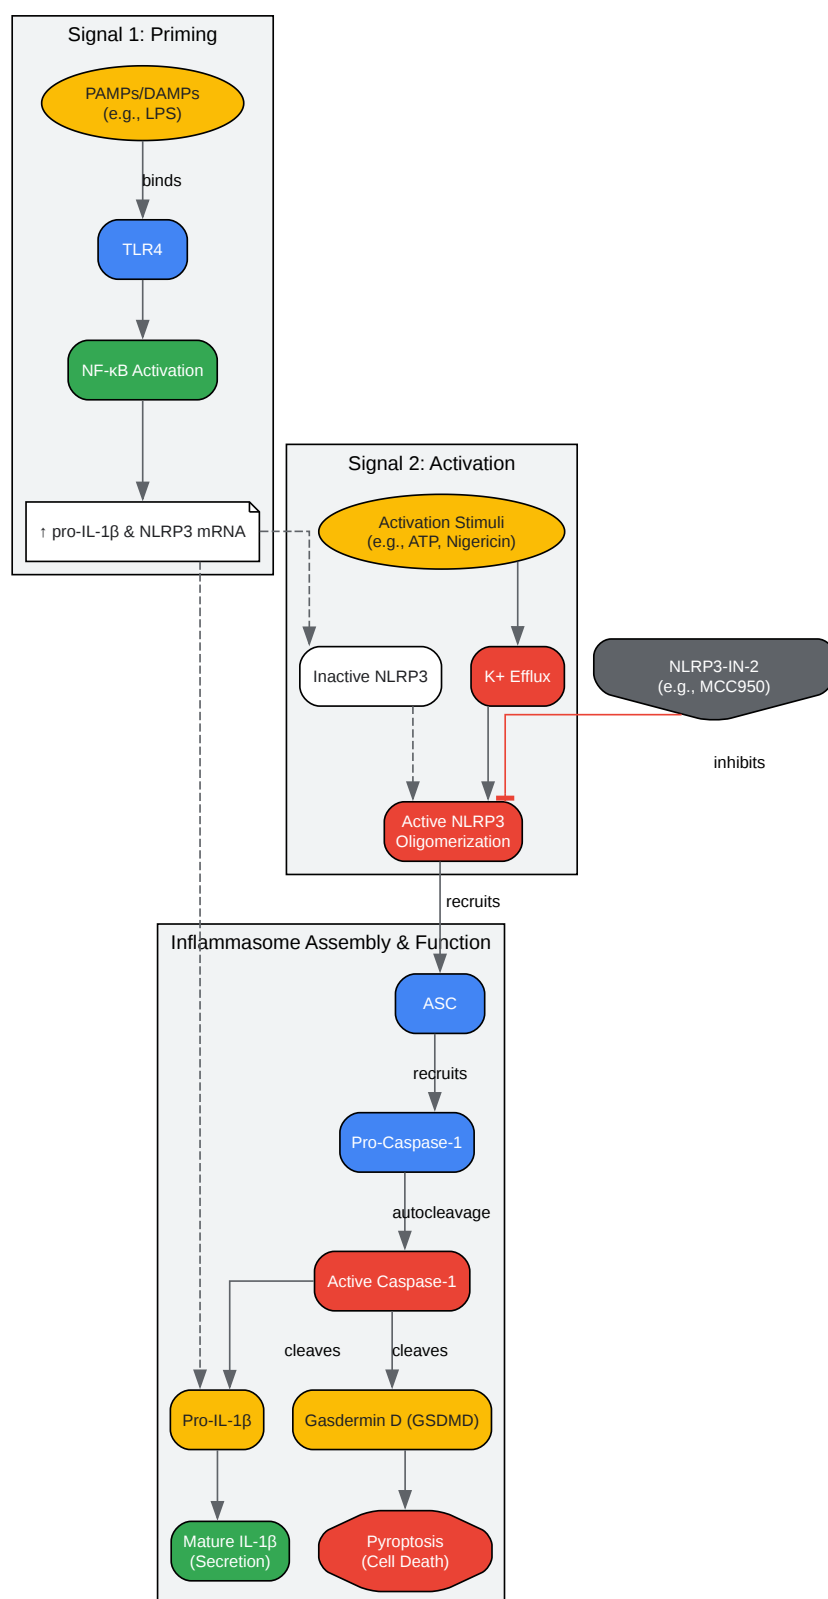 Signal 1: Priming
PAMPs/DAMPs
(e.g., LPS)
binds
TLR4
NF-κB Activation
↑ pro-IL-1β & NLRP3 mRNA
Signal 2: Activation
Activation Stimuli
(e.g., ATP, Nigericin)
Inactive NLRP3
K+ Efflux
NLRP3-IN-2
(e.g., MCC950)
inhibits
Active NLRP3
Oligomerization
recruits
Inflammasome Assembly & Function
ASC
recruits
Pro-Caspase-1
autocleavage
Active Caspase-1
cleaves
cleaves
Pro-IL-1β
Gasdermin D (GSDMD)
Mature IL-1β
(Secretion)
Pyroptosis
(Cell Death)